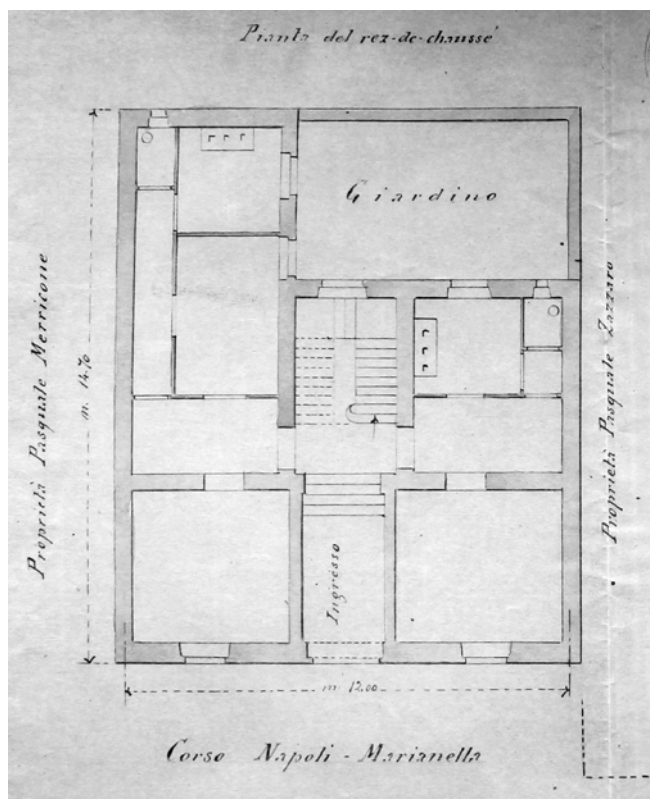 Pianta del rez-de-chaussé
Giardino
Proprietà Pasquale Merricone
m. 14.70
Proprietà Pasquale Zazzaro
Ingresso
m. 12.00
Corso Napoli - Marianella